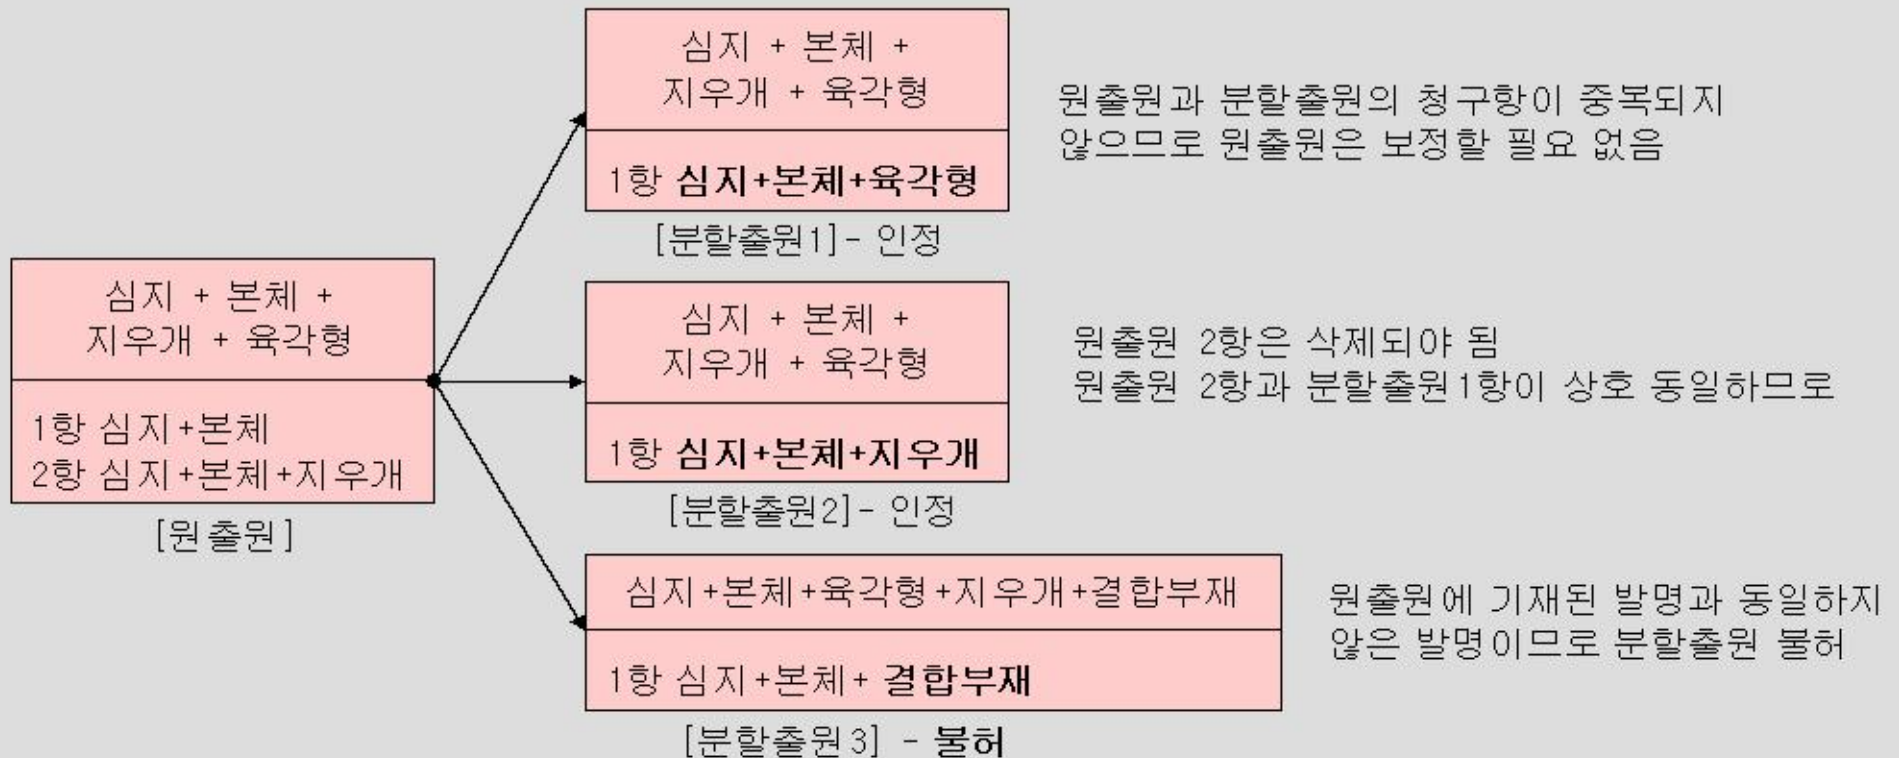 심지 + 본체 +
지우개 + 육각형
1항 심지+본체+육각형
[분할출원1] - 인정
원출원과 분할출원의 청구항이 중복되지
않으므로 원출원은 보정할 필요 없음
심지 + 본체 +
지우개 + 육각형
1항 심지+본체
2항 심지+본체+지우개
[원출원]
심지 + 본체 +
지우개 + 육각형
1항 심지+본체+지우개
[분할출원2] - 인정
원출원 2항은 삭제되야 됨
원출원 2항과 분할출원1항이 상호 동일하므로
심지+본체+육각형+지우개+결합부재
1항 심지+본체+ 결합부재
[분할출원3] - 불허
원출원에 기재된 발명과 동일하지
않은 발명이므로 분할출원 불허